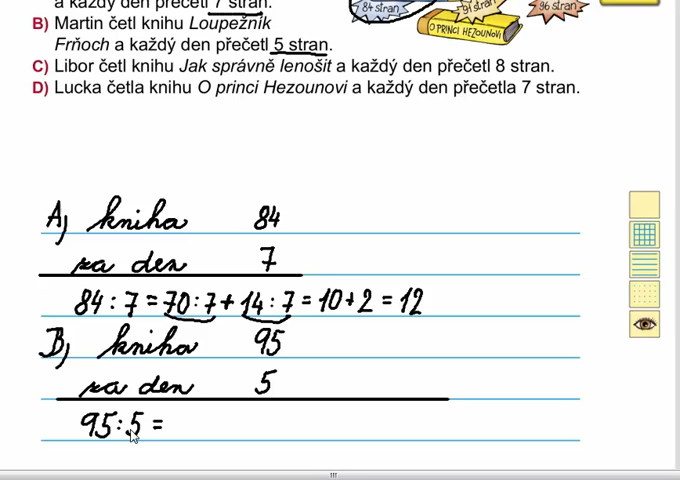 a každý den přečetl 7 stran.
84 stran
91 stran
96 stran
B) Martin četl knihu Loupežník
O PRINCI HEZOUNOVI
Frňoch a každý den přečetl 5 stran.
C) Libor četl knihu Jak správně lenošit a každý den přečetl 8 stran.
D) Lucka četla knihu O princi Hezounovi a každý den přečetla 7 stran.
A) kniha 84
za den 7
84 : 7 = 70 : 7 + 14 : 7 = 10 + 2 = 12
B) kniha 95
za den 5
95 : 5 =